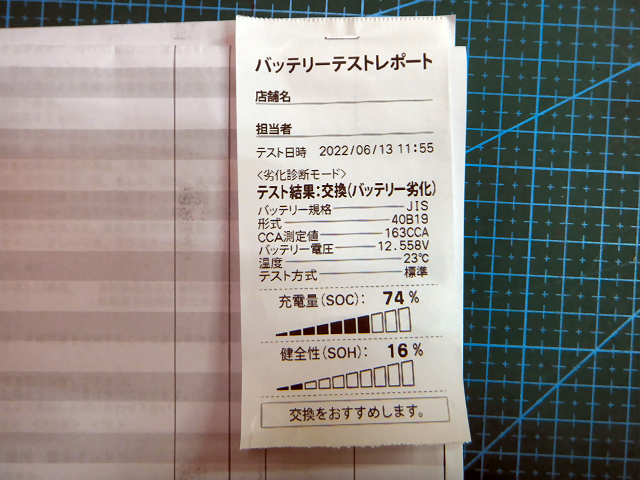 バッテリーテストレポート
店舗名
担当者
テスト日時 2022/06/13 11:55
<劣化診断モード>
テスト結果:交換(バッテリー劣化)
バッテリー規格 JIS
形式 40B19
CCA測定値 163CCA
バッテリー電圧 12.558V
温度 23℃
テスト方式 標準
充電量(SOC): 74%
健全性(SOH): 16%
交換をおすすめします。